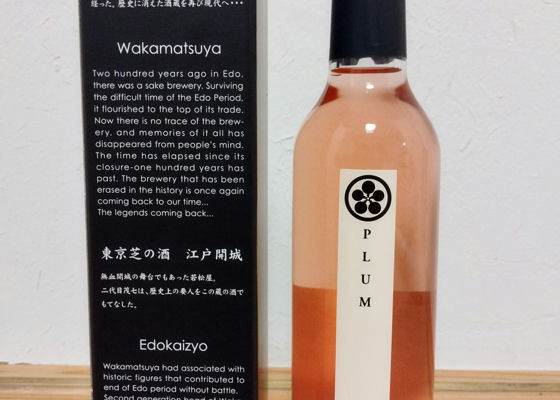 経った。歴史に消えた酒蔵を再び現代へ・・・
Wakamatsuya
Two hundred years ago in Edo,
there was a sake brewery. Surviving
the difficult time of the Edo Period,
it flourished to the top of its trade.
Now there is no trace of the brew-
ery, and memories of it all has
disappeared from people's mind.
The time has elapsed since its
closure-one hundred years has
past. The brewery that has been
erased in the history is once again
coming back to our time...
The legends coming back...
東京芝の酒 江戸開城
無血開城の舞台でもあった若松屋。
二代目茂七は、歴史上の要人をこの蔵の酒で
もてなした。
Edokaizyo
Wakamatsuya had associated with
historic figures that contributed to
end of Edo period without battle.
Second generation head of
PLUM